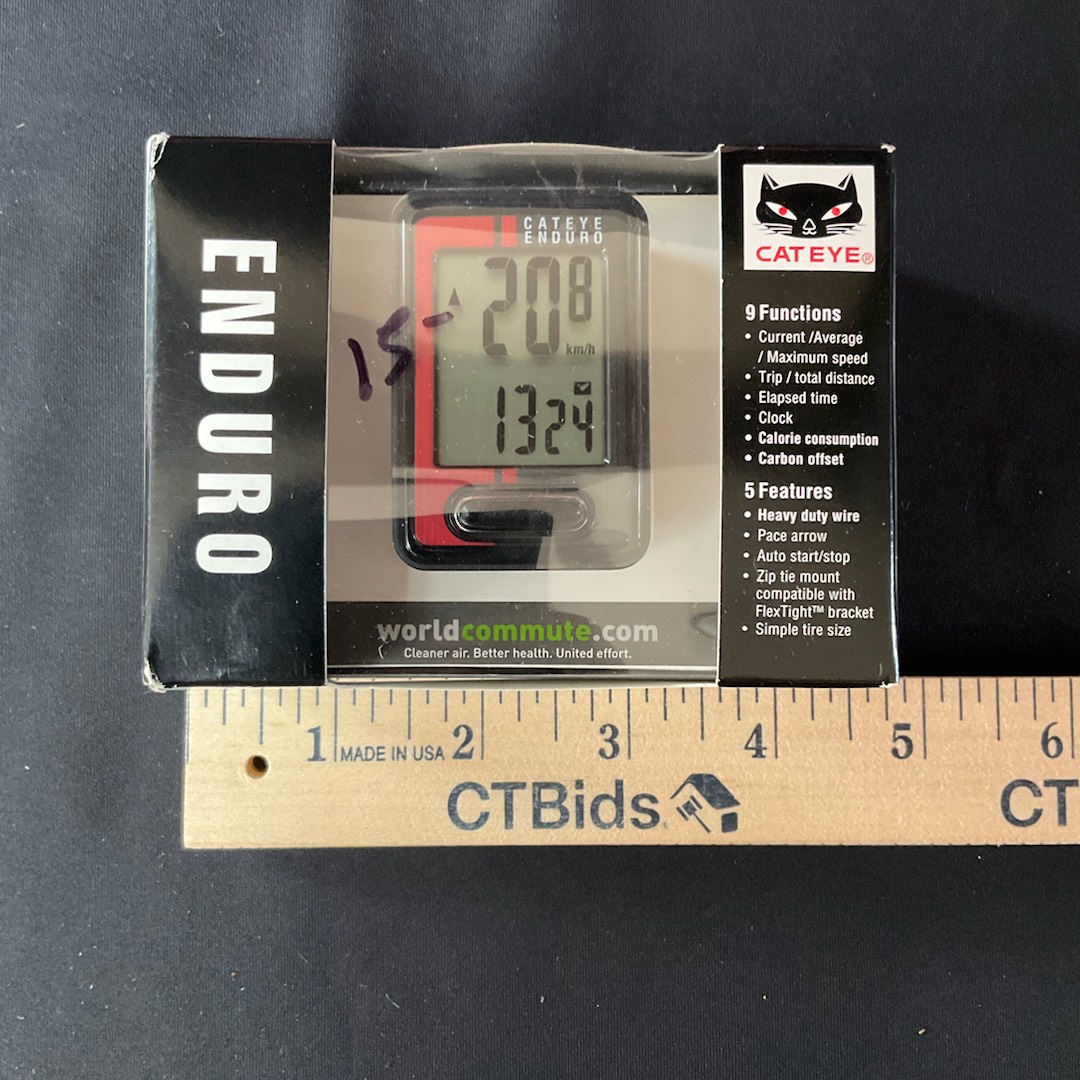 ENDURO
CATEYE
ENDURO
208
km/h
1324
15-
worldcommute.com
Cleaner air. Better health. United effort.
CATEYE®
9 Functions
• Current /Average
/ Maximum speed
• Trip / total distance
• Elapsed time
• Clock
• Calorie consumption
• Carbon offset
5 Features
• Heavy duty wire
• Pace arrow
• Auto start/stop
• Zip tie mount
compatible with
FlexTight™ bracket
• Simple tire size
1 MADE IN USA 2 3 4 5 6
CTBids CT